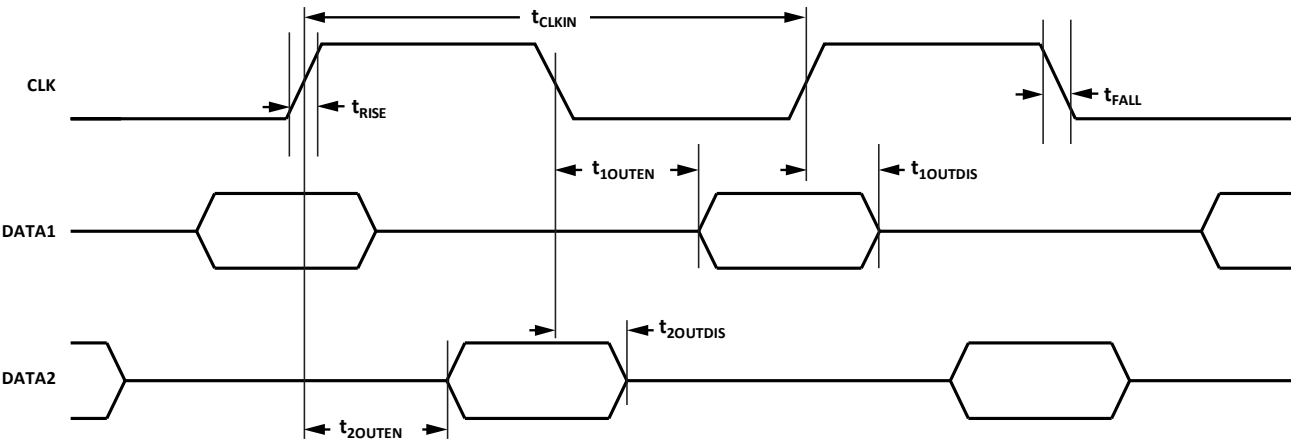 tCLKIN
CLK
tRISE
tFALL
t1OUTEN
t1OUTDIS
DATA1
t2OUTDIS
DATA2
t2OUTEN